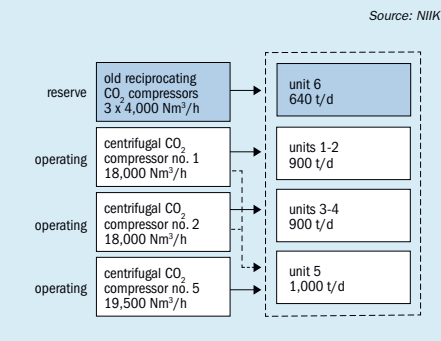 Source: NIIK
reserve
old reciprocating
CO₂ compressors
3 x 4,000 Nm³/h
unit 6
640 t/d
operating
centrifugal CO₂
compressor no. 1
18,000 Nm³/h
units 1-2
900 t/d
operating
centrifugal CO₂
compressor no. 2
18,000 Nm³/h
units 3-4
900 t/d
operating
centrifugal CO₂
compressor no. 5
19,500 Nm³/h
unit 5
1,000 t/d